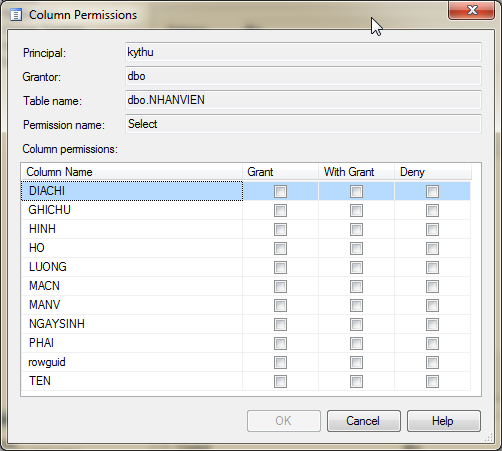 Column Permissions
Principal: kythu
Grantor: dbo
Table name: dbo.NHANVIEN
Permission name: Select
Column permissions:
Column Name Grant With Grant Deny
DIACHI
GHICHU
HINH
HO
LUONG
MACN
MANV
NGAYSINH
PHAI
rowguid
TEN
OK Cancel Help